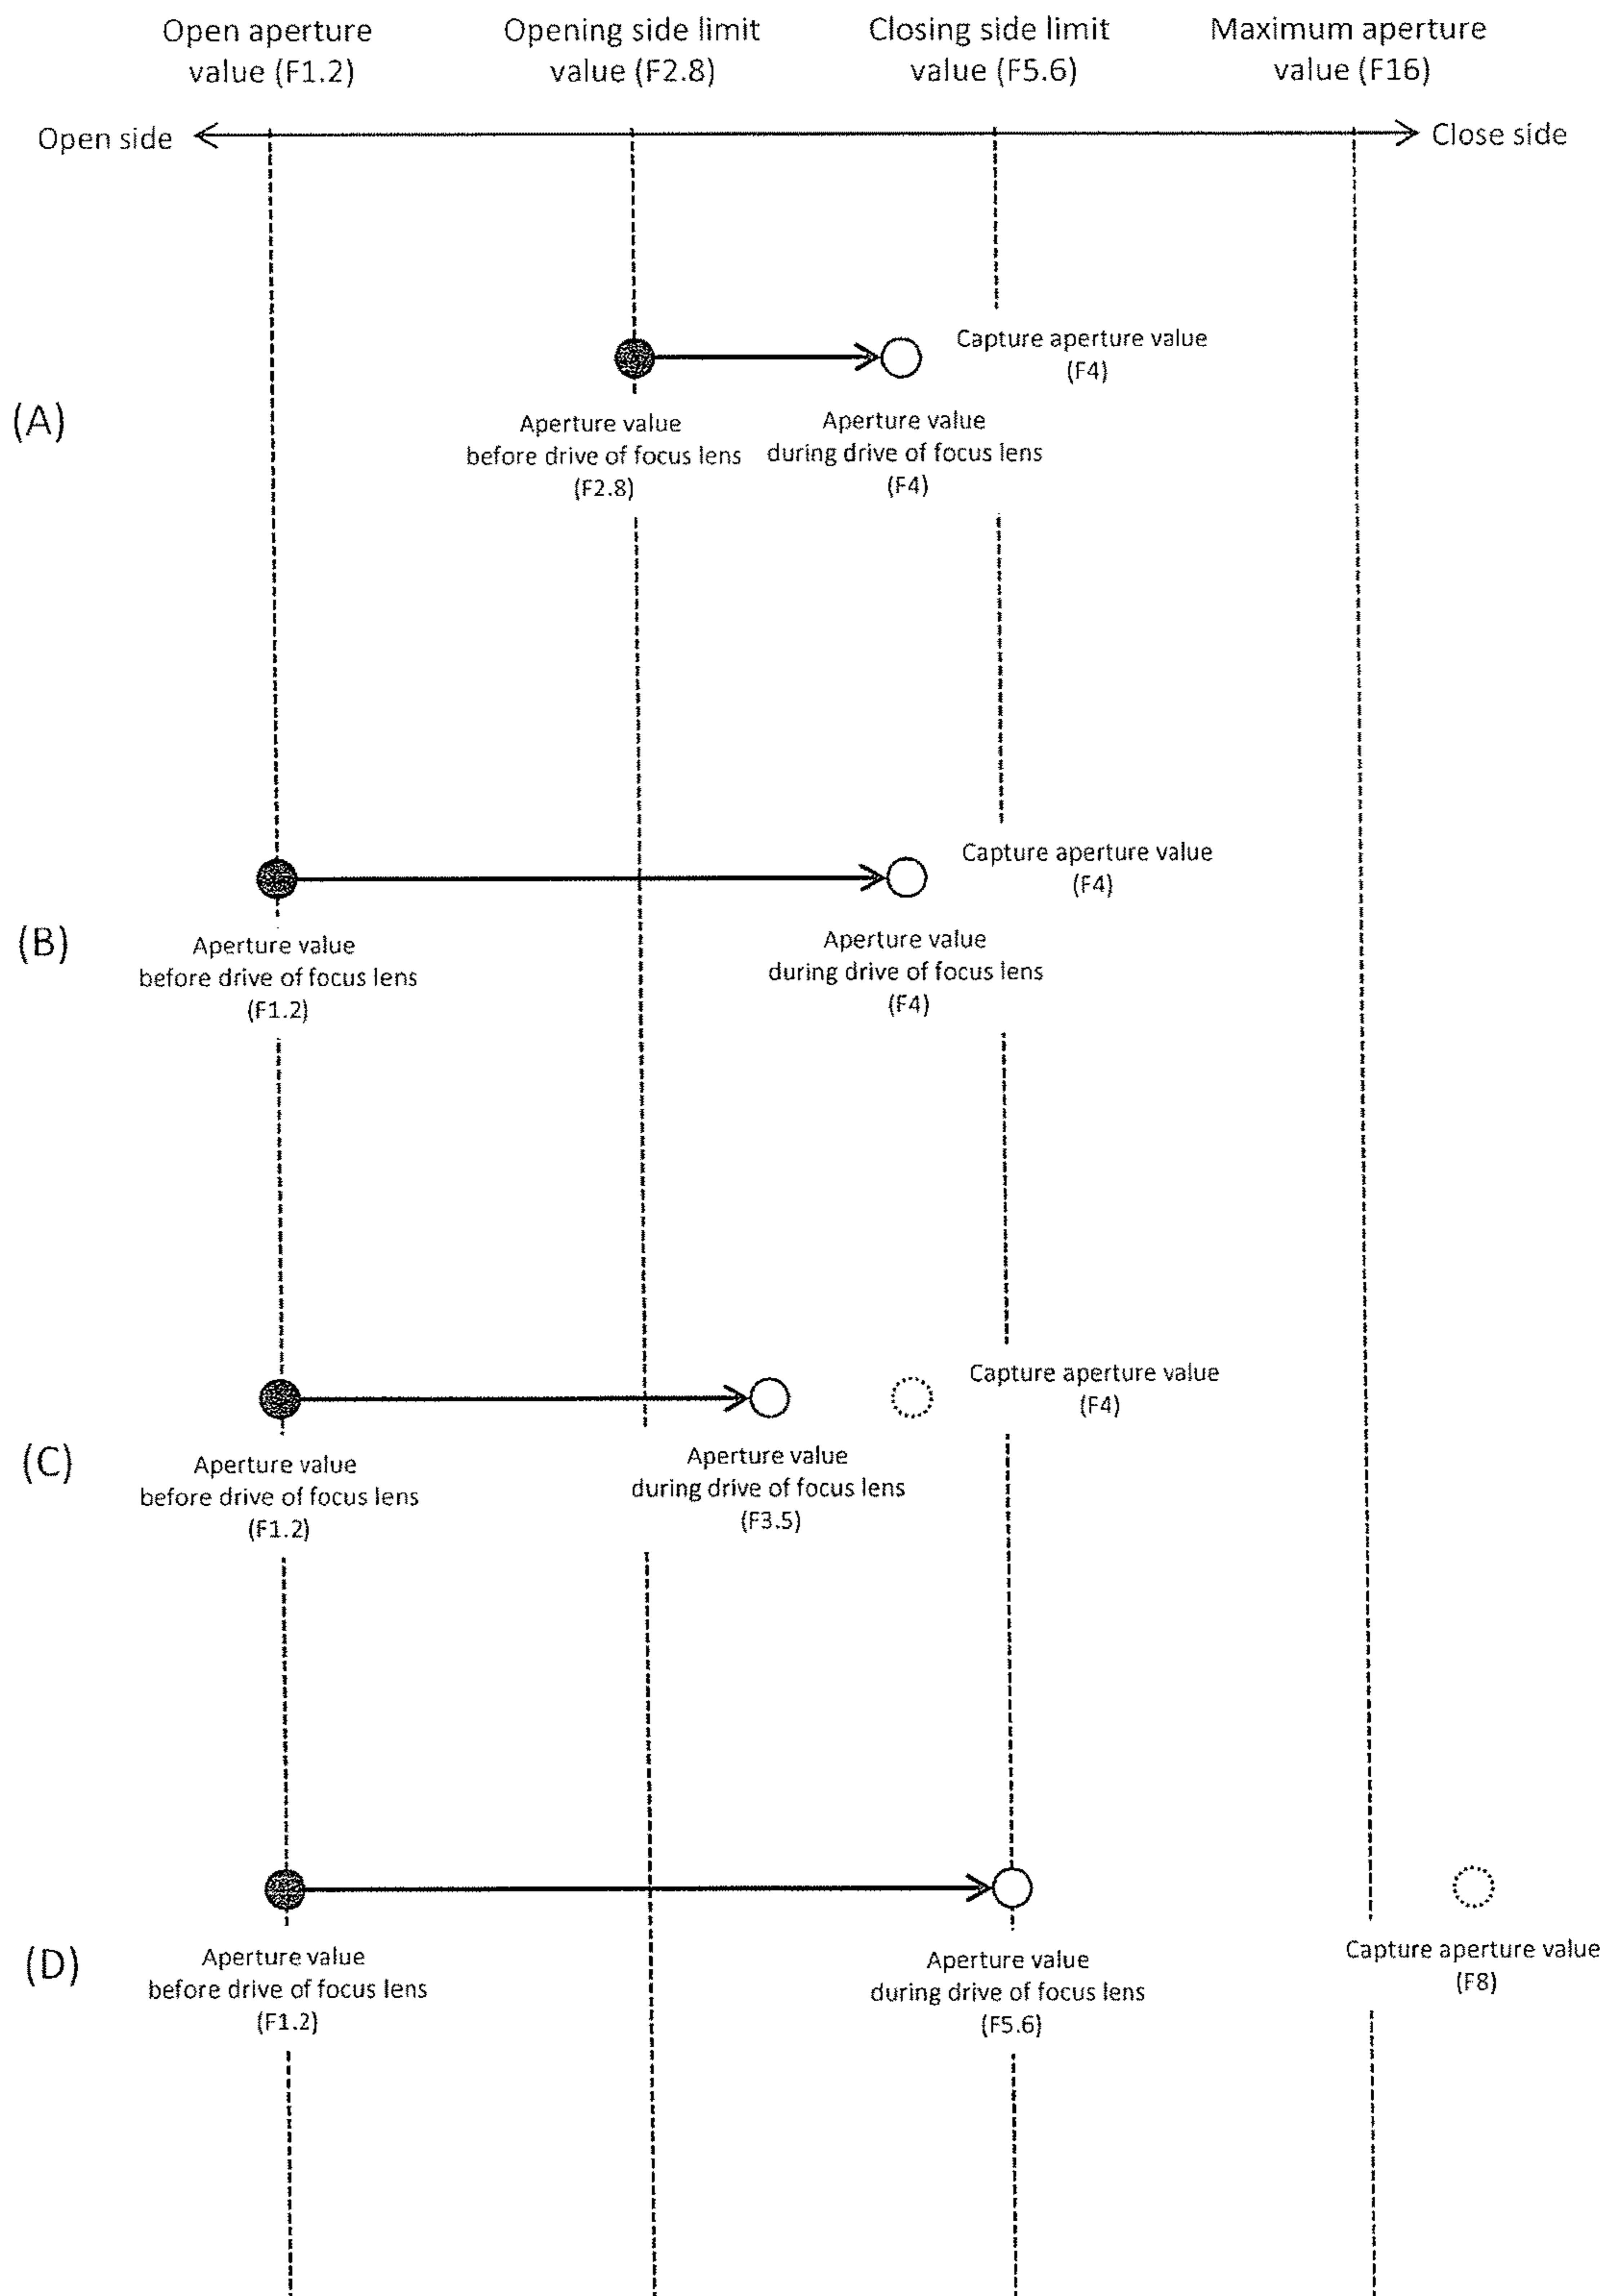 Open aperture
value (F1.2)
Opening side limit
value (F2.8)
Closing side limit
value (F5.6)
Maximum aperture
value (F16)
Open side
Close side
(A)
Capture aperture value
(F4)
Aperture value
before drive of focus lens
(F2.8)
Aperture value
during drive of focus lens
(F4)
(B)
Capture aperture value
(F4)
Aperture value
before drive of focus lens
(F1.2)
Aperture value
during drive of focus lens
(F4)
(C)
Capture aperture value
(F4)
Aperture value
before drive of focus lens
(F1.2)
Aperture value
during drive of focus lens
(F3.5)
(D)
Aperture value
before drive of focus lens
(F1.2)
Aperture value
during drive of focus lens
(F5.6)
Capture aperture value
(F8)